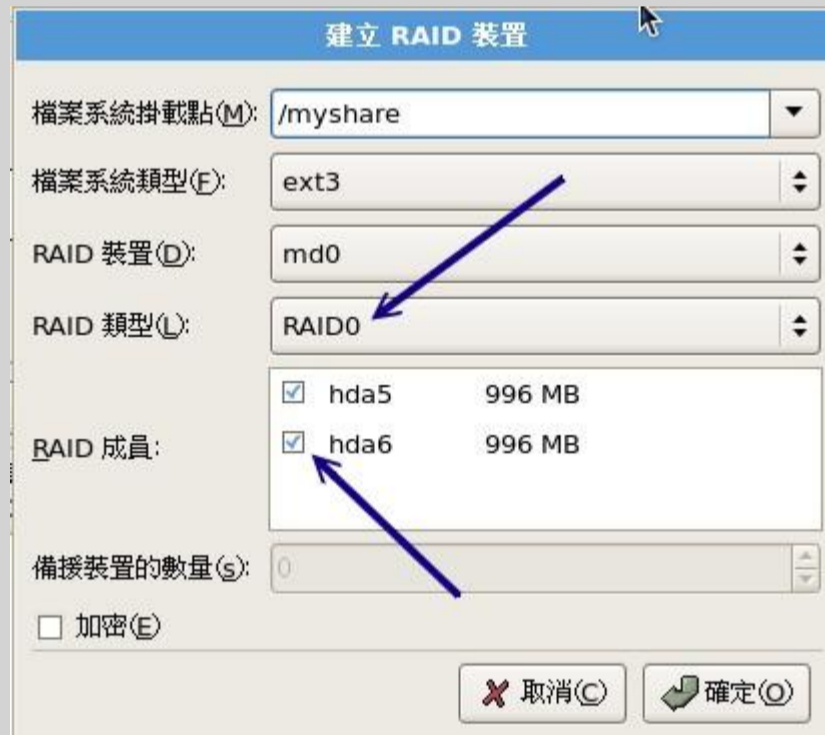 建立 RAID 裝置
檔案系統掛載點(M): /myshare
檔案系統類型(F): ext3
RAID 裝置(D): md0
RAID 類型(L): RAID0
hda5 996 MB
RAID 成員: hda6 996 MB
備援裝置的數量(s): 0
加密(E)
取消(C) 確定(O)